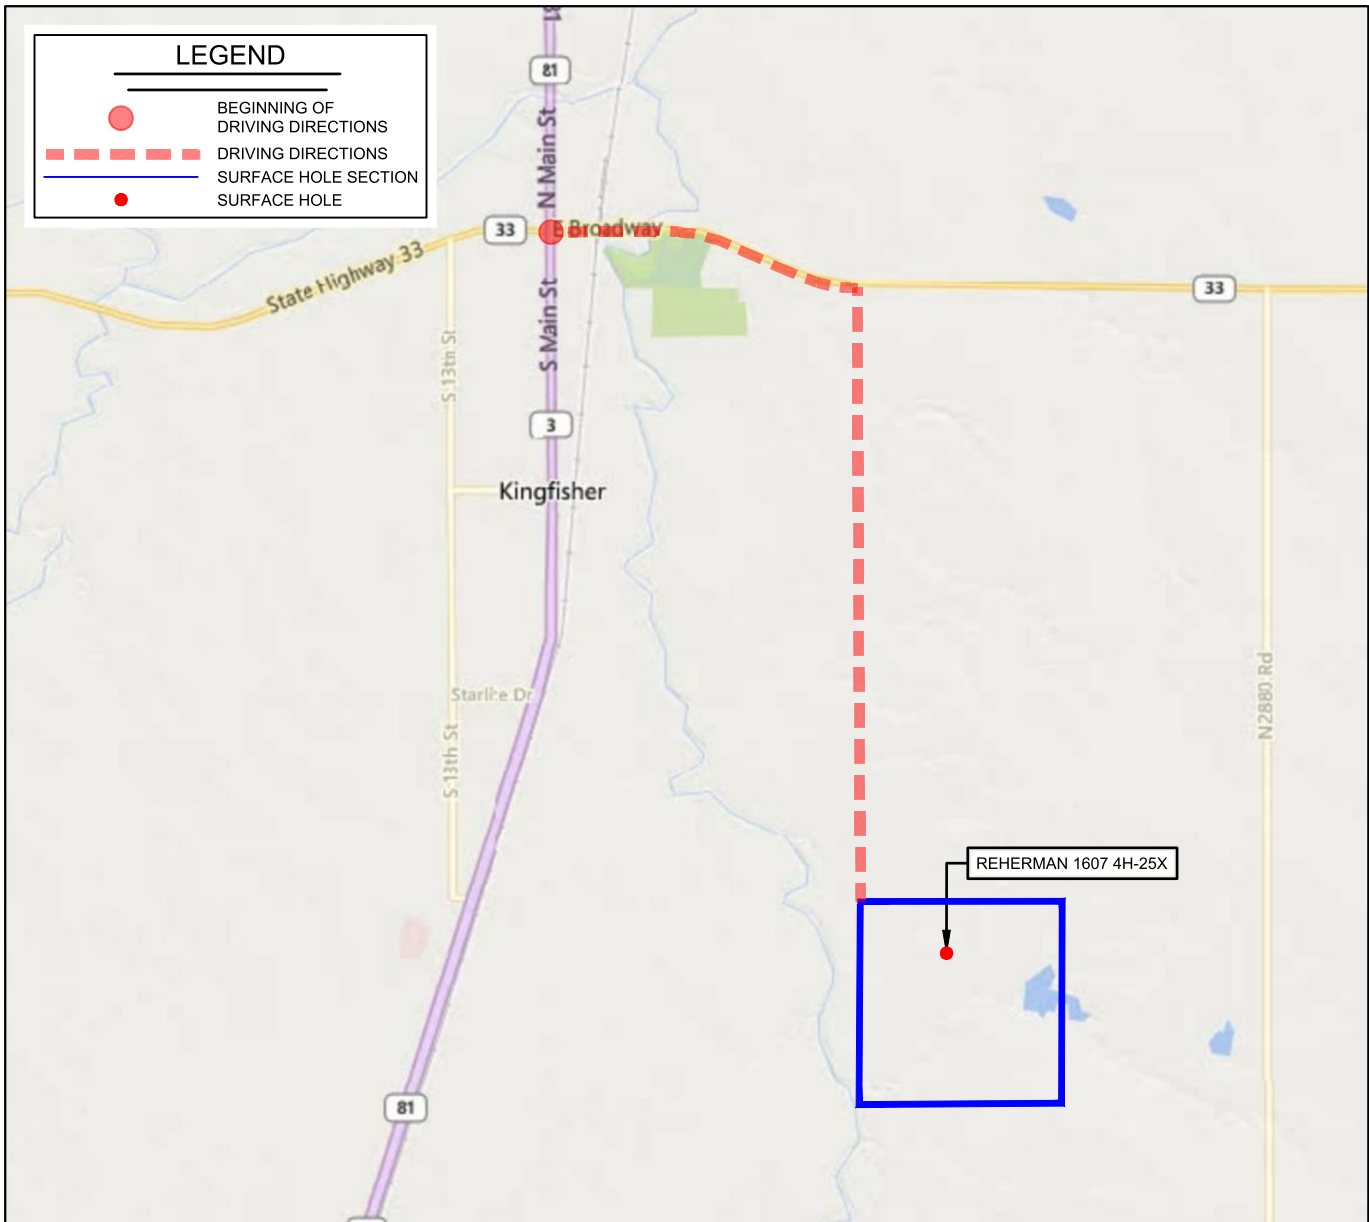 LEGEND
BEGINNING OF
DRIVING DIRECTIONS
DRIVING DIRECTIONS
SURFACE HOLE SECTION
SURFACE HOLE
81
81
N Main St
33
E Broadway
State Highway 33
33
S Main St
S 13th St
3
Kingfisher
Starlite Dr
N2880 Rd
S 13th St
REHERMAN 1607 4H-25X
81